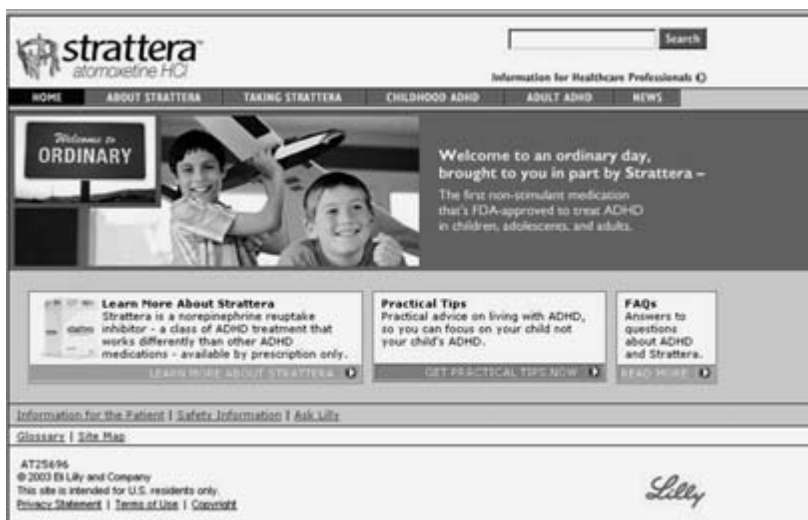 strattera™
atomoxetine HCl
Search
Information for Healthcare Professionals
HOME ABOUT STRATTERA TAKING STRATTERA CHILDHOOD ADHD ADULT ADHD NEWS
Welcome to
ORDINARY
Welcome to an ordinary day,
brought to you in part by Strattera –
The first non-stimulant medication
that's FDA-approved to treat ADHD
in children, adolescents, and adults.
Learn More About Strattera
Strattera is a norepinephrine reuptake
inhibitor - a class of ADHD treatment that
works differently than other ADHD
medications - available by prescription only.
LEARN MORE ABOUT STRATTERA
Practical Tips
Practical advice on living with ADHD,
so you can focus on your child not
your child's ADHD.
GET PRACTICAL TIPS NOW
FAQs
Answers to
questions
about ADHD
and Strattera.
READ MORE
Information for the Patient | Safety Information | Ask Lilly
Glossary | Site Map
AT25696
© 2003 Eli Lilly and Company
This site is intended for U.S. residents only.
Privacy Statement | Terms of Use | Copyright
Lilly